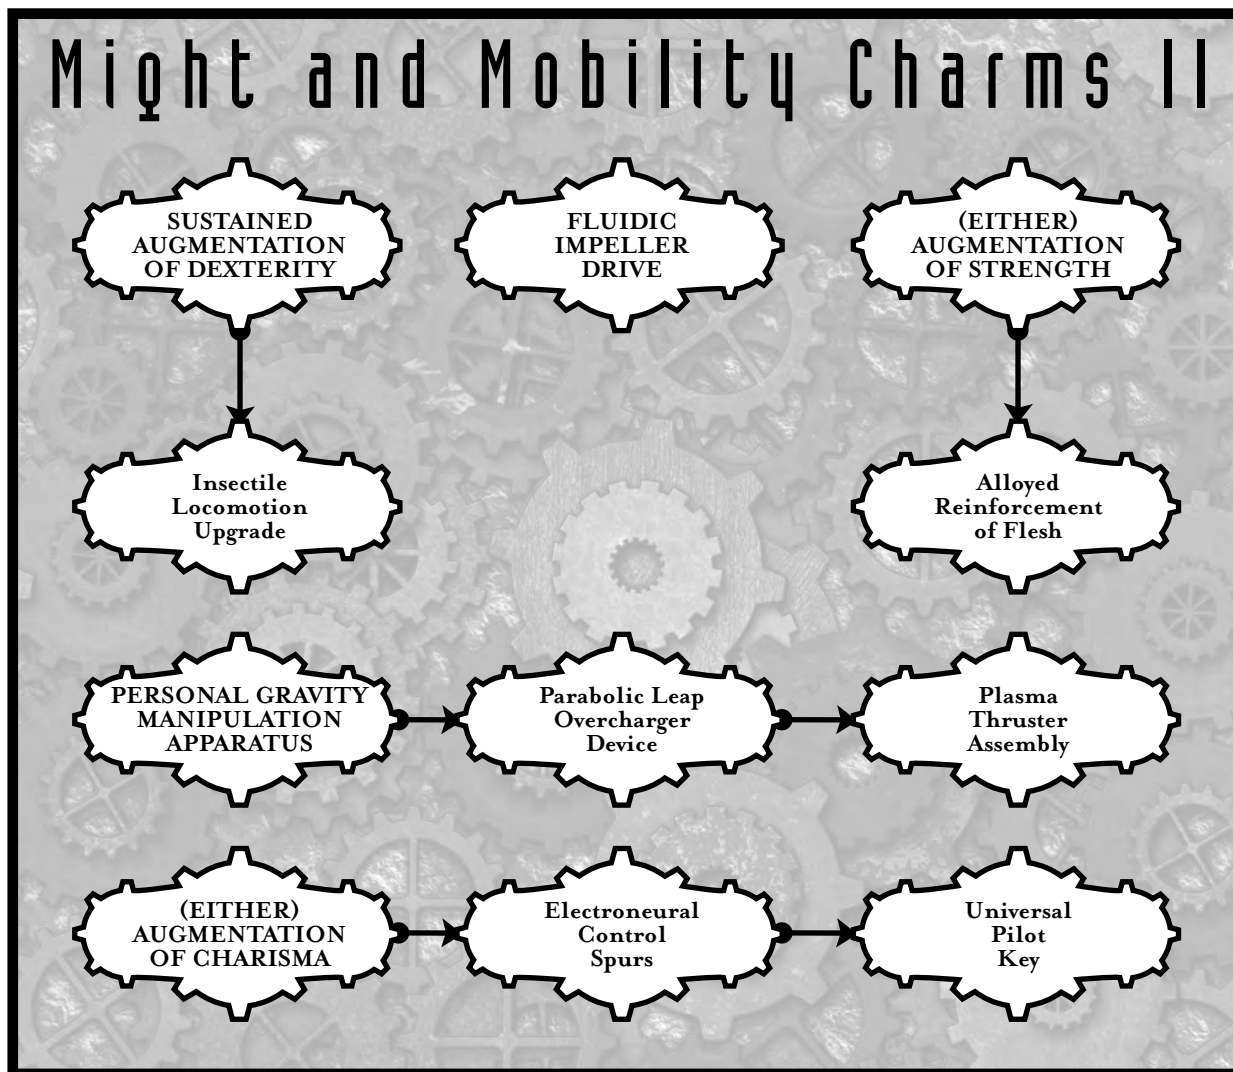 Might and Mobility Charms II
SUSTAINED
AUGMENTATION
OF DEXTERITY
FLUIDIC
IMPELLER
DRIVE
(EITHER)
AUGMENTATION
OF STRENGTH
Insectile
Locomotion
Upgrade
Alloyed
Reinforcement
of Flesh
PERSONAL GRAVITY
MANIPULATION
APPARATUS
Parabolic Leap
Overcharger
Device
Plasma
Thruster
Assembly
(EITHER)
AUGMENTATION
OF CHARISMA
Electroneural
Control
Spurs
Universal
Pilot
Key